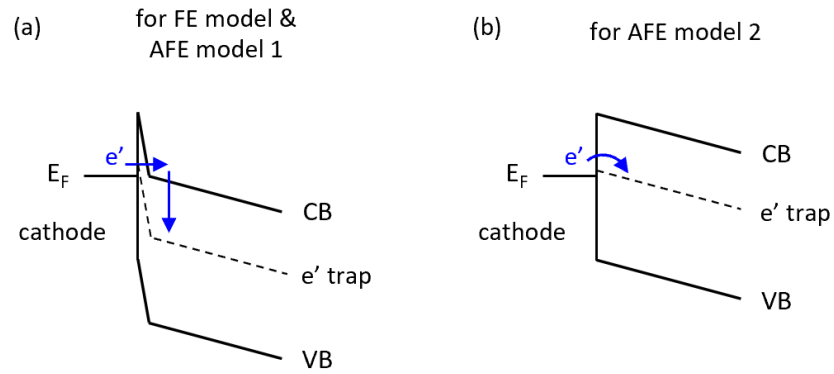 (a)
for FE model &
AFE model 1
e’
E_F
CB
cathode
e’ trap
VB
(b)
for AFE model 2
e’
CB
E_F
e’ trap
cathode
VB